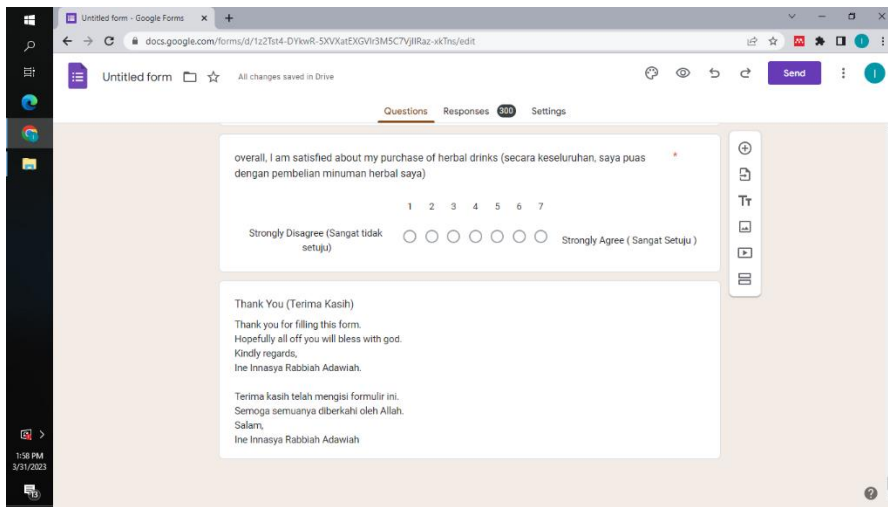 Untitled form - Google Forms
docs.google.com/forms/d/1z2Tst4-DYkwR-5XVXatEXGVIr3M5C7VjIIRaz-xkTns/edit
Untitled form
All changes saved in Drive
Send
Questions Responses 300 Settings
overall, I am satisfied about my purchase of herbal drinks (secara keseluruhan, saya puas *
dengan pembelian minuman herbal saya)
1 2 3 4 5 6 7
Strongly Disagree (Sangat tidak
setuju)
Strongly Agree ( Sangat Setuju )
Thank You (Terima Kasih)
Thank you for filling this form.
Hopefully all off you will bless with god.
Kindly regards,
Ine Innasya Rabbiah Adawiah.
Terima kasih telah mengisi formulir ini.
Semoga semuanya diberkahi oleh Allah.
Salam,
Ine Innasya Rabbiah Adawiah
Tт
I
I
1:58 PM
3/31/2023
13